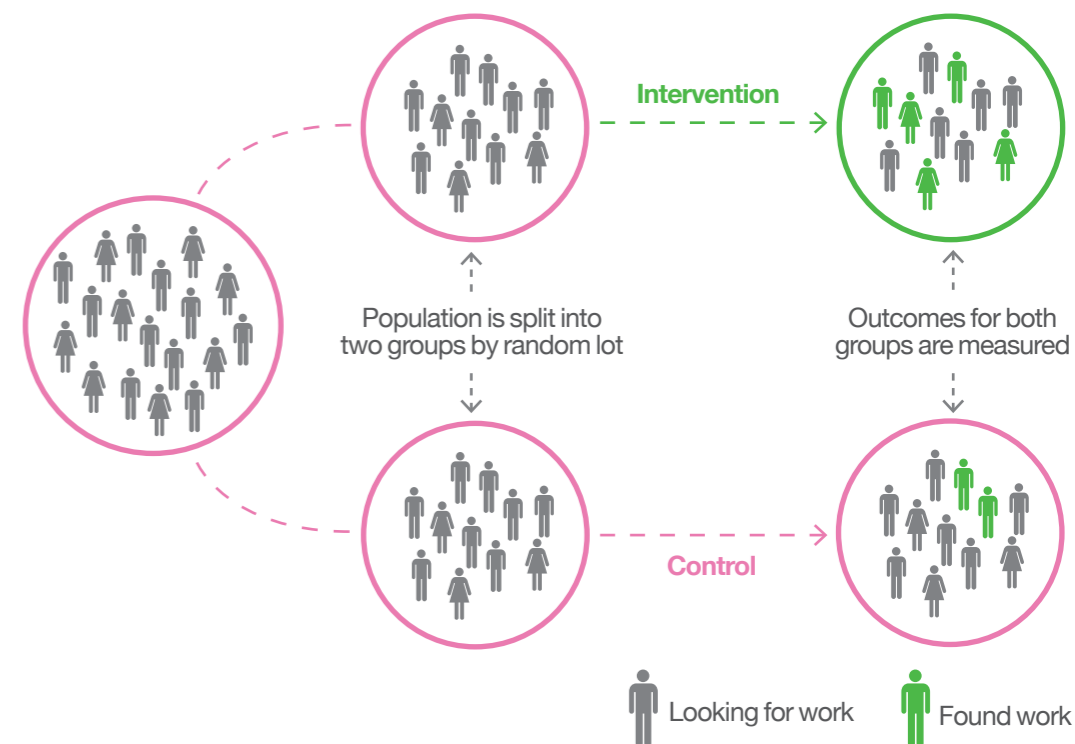 Intervention
Population is split into
two groups by random lot
Outcomes for both
groups are measured
Control
Looking for work
Found work